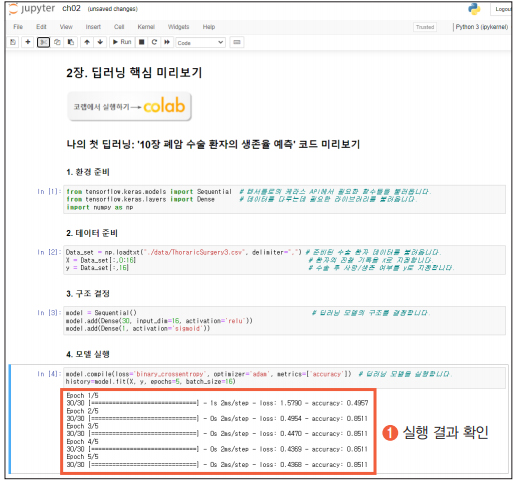 jupyter ch02 (unsaved changes)
Logout
File Edit View Insert Cell Kernel Widgets Help
Trusted
Python 3 (ipykernel)
Run
Code
2장. 딥러닝 핵심 미리보기
코랩에서 실행하기 → colab
나의 첫 딥러닝: '10장 폐암 수술 환자의 생존율 예측' 코드 미리보기
1. 환경 준비
In [1]: from tensorflow.keras.models import Sequential # 텐서플로의 케라스 API에서 필요한 함수들을 불러옵니다.
from tensorflow.keras.layers import Dense # 데이터를 다루는데 필요한 라이브러리를 불러옵니다.
import numpy as np
2. 데이터 준비
In [2]: Data_set = np.loadtxt("./data/ThoraricSurgery3.csv", delimiter=",") # 준비된 수술 환자 데이터를 불러옵니다.
X = Data_set[:,0:16] # 환자의 진찰 기록을 X로 지정합니다.
y = Data_set[:,16] # 수술 후 사망/생존 여부를 y로 지정합니다.
3. 구조 결정
In [3]: model = Sequential() # 딥러닝 모델의 구조를 결정합니다.
model.add(Dense(30, input_dim=16, activation='relu'))
model.add(Dense(1, activation='sigmoid'))
4. 모델 실행
In [4]: model.compile(loss='binary_crossentropy', optimizer='adam', metrics=['accuracy']) # 딥러닝 모델을 실행합니다.
history=model.fit(X, y, epochs=5, batch_size=16)
Epoch 1/5
30/30 [==============================] - 1s 2ms/step - loss: 1.5790 - accuracy: 0.4957
Epoch 2/5
30/30 [==============================] - 0s 2ms/step - loss: 0.4954 - accuracy: 0.8511
Epoch 3/5
30/30 [==============================] - 0s 2ms/step - loss: 0.4470 - accuracy: 0.8511
Epoch 4/5
30/30 [==============================] - 0s 2ms/step - loss: 0.4369 - accuracy: 0.8511
Epoch 5/5
30/30 [==============================] - 0s 2ms/step - loss: 0.4368 - accuracy: 0.8511
1 실행 결과 확인